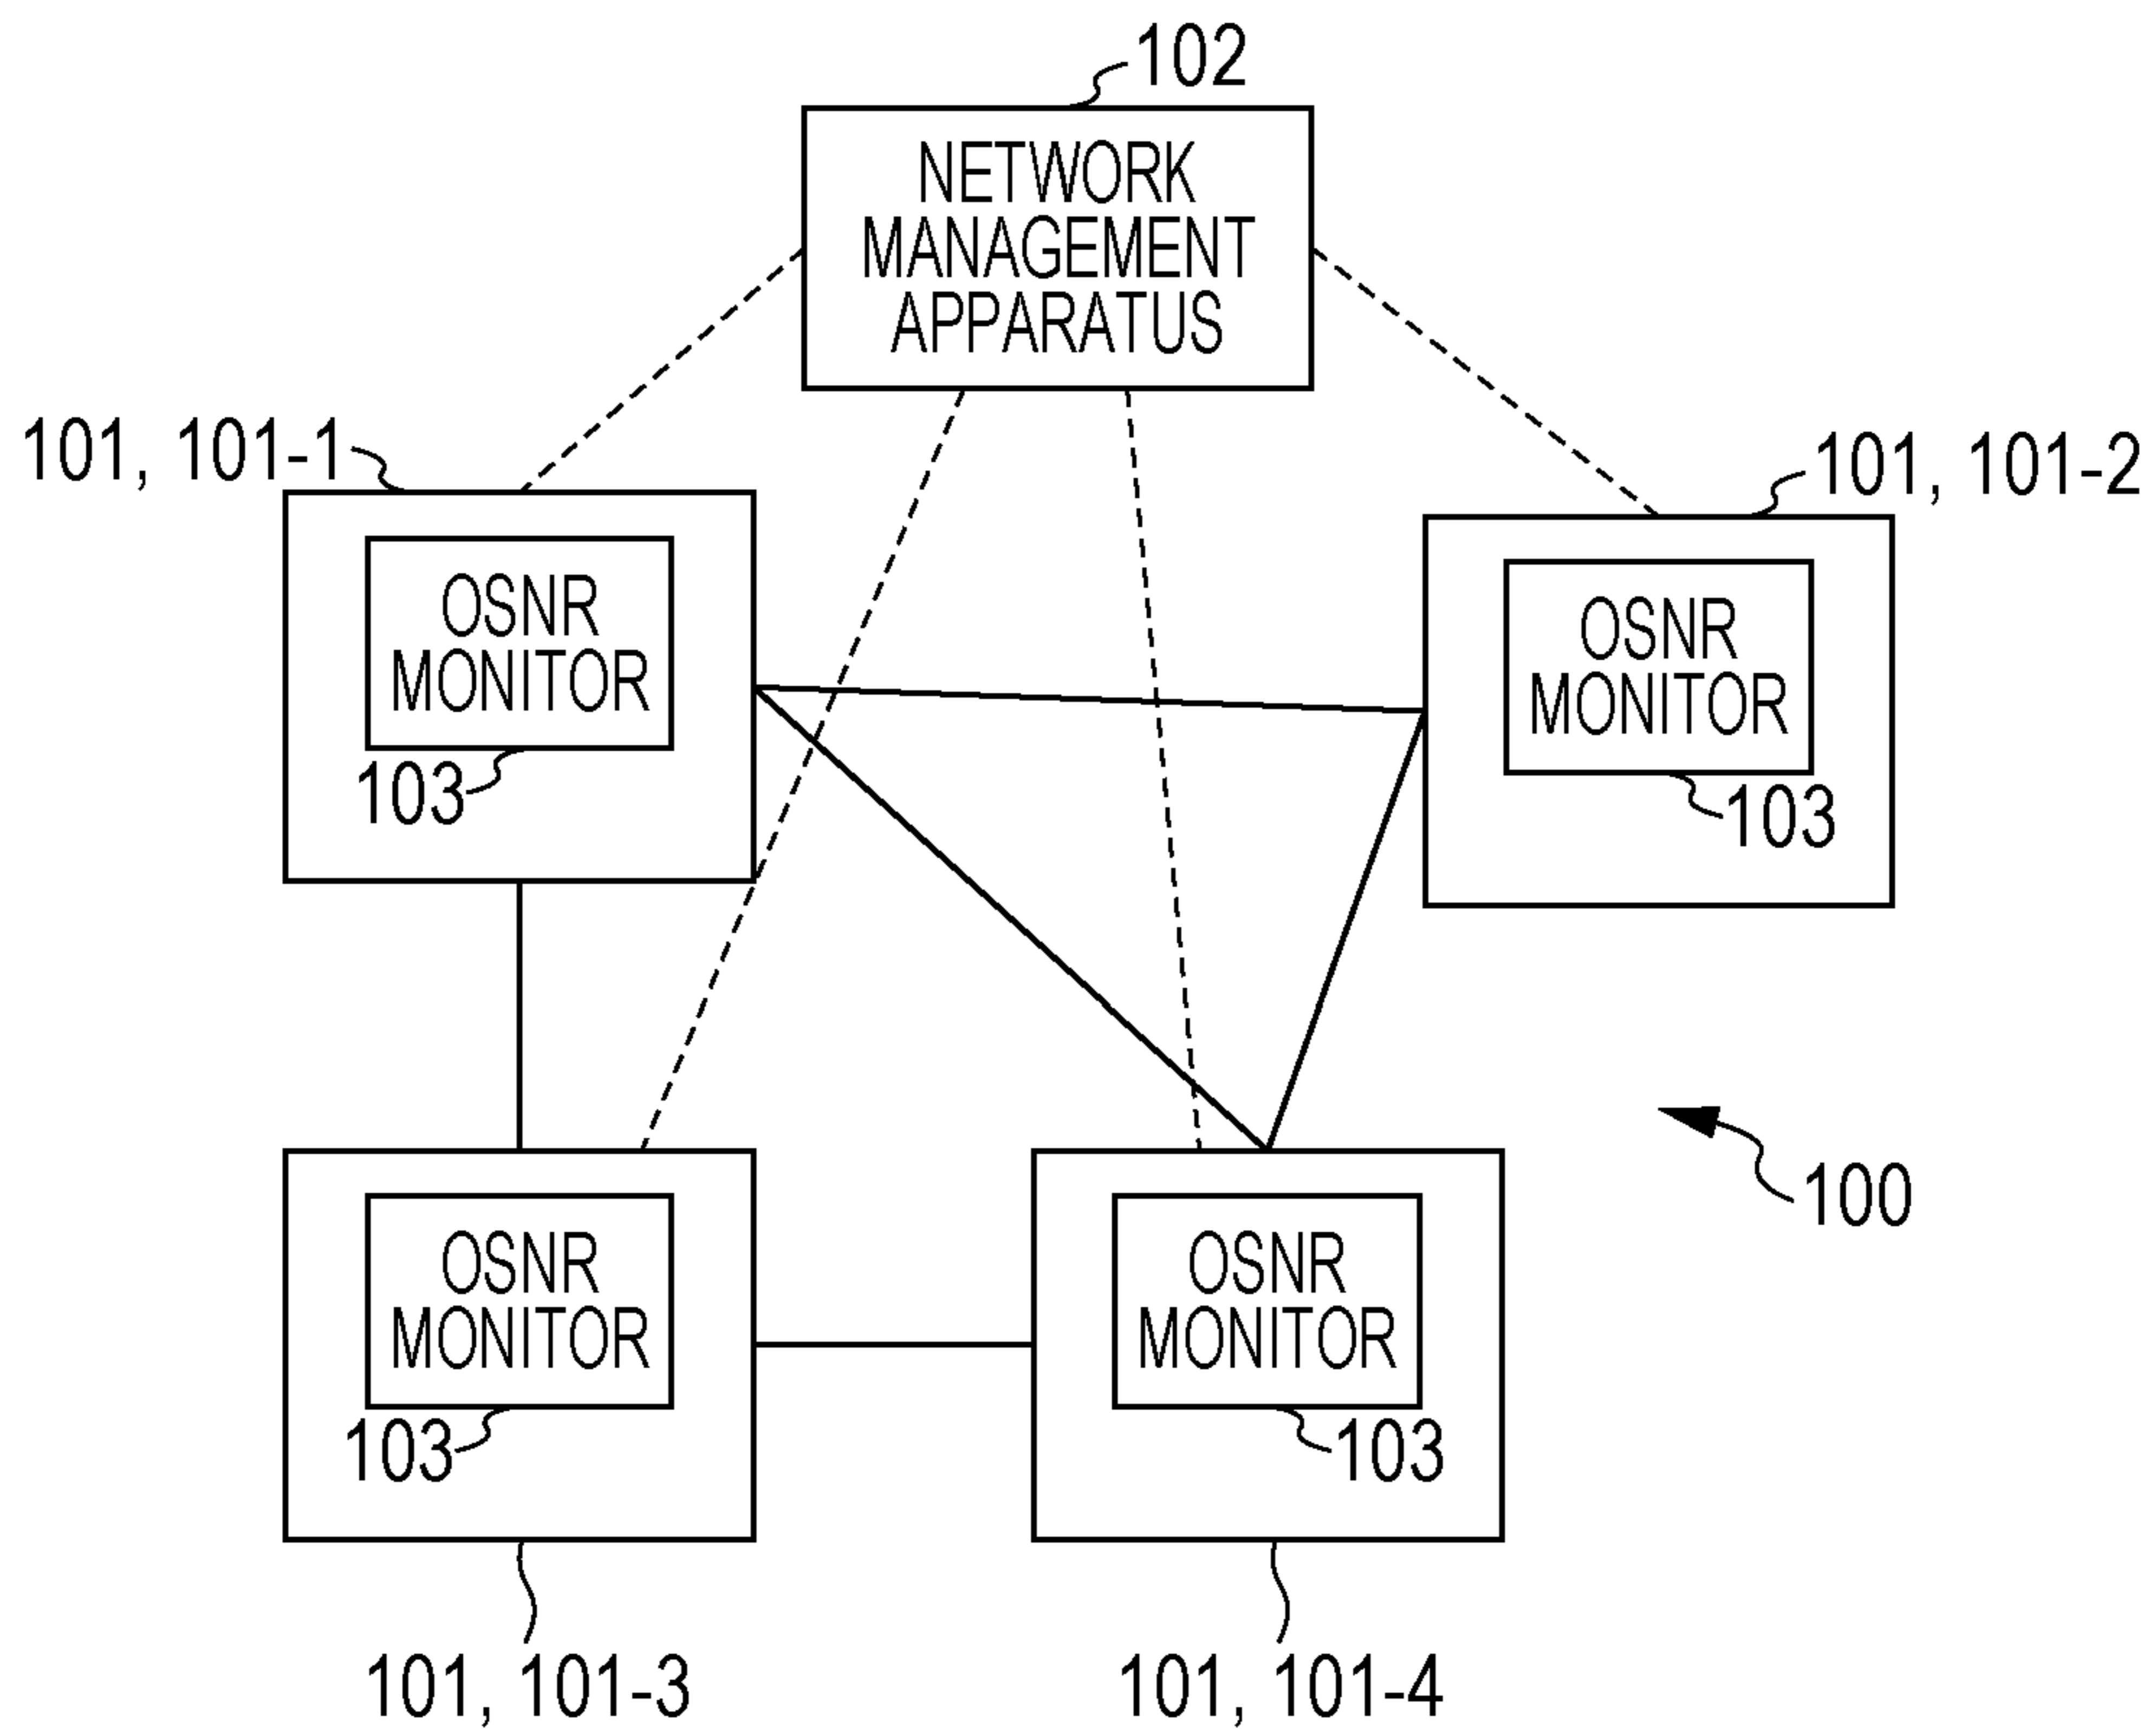 102
NETWORK
MANAGEMENT
APPARATUS
101, 101-1
101, 101-2
OSNR
MONITOR
103
OSNR
MONITOR
103
100
OSNR
MONITOR
103
OSNR
MONITOR
103
101, 101-3
101, 101-4